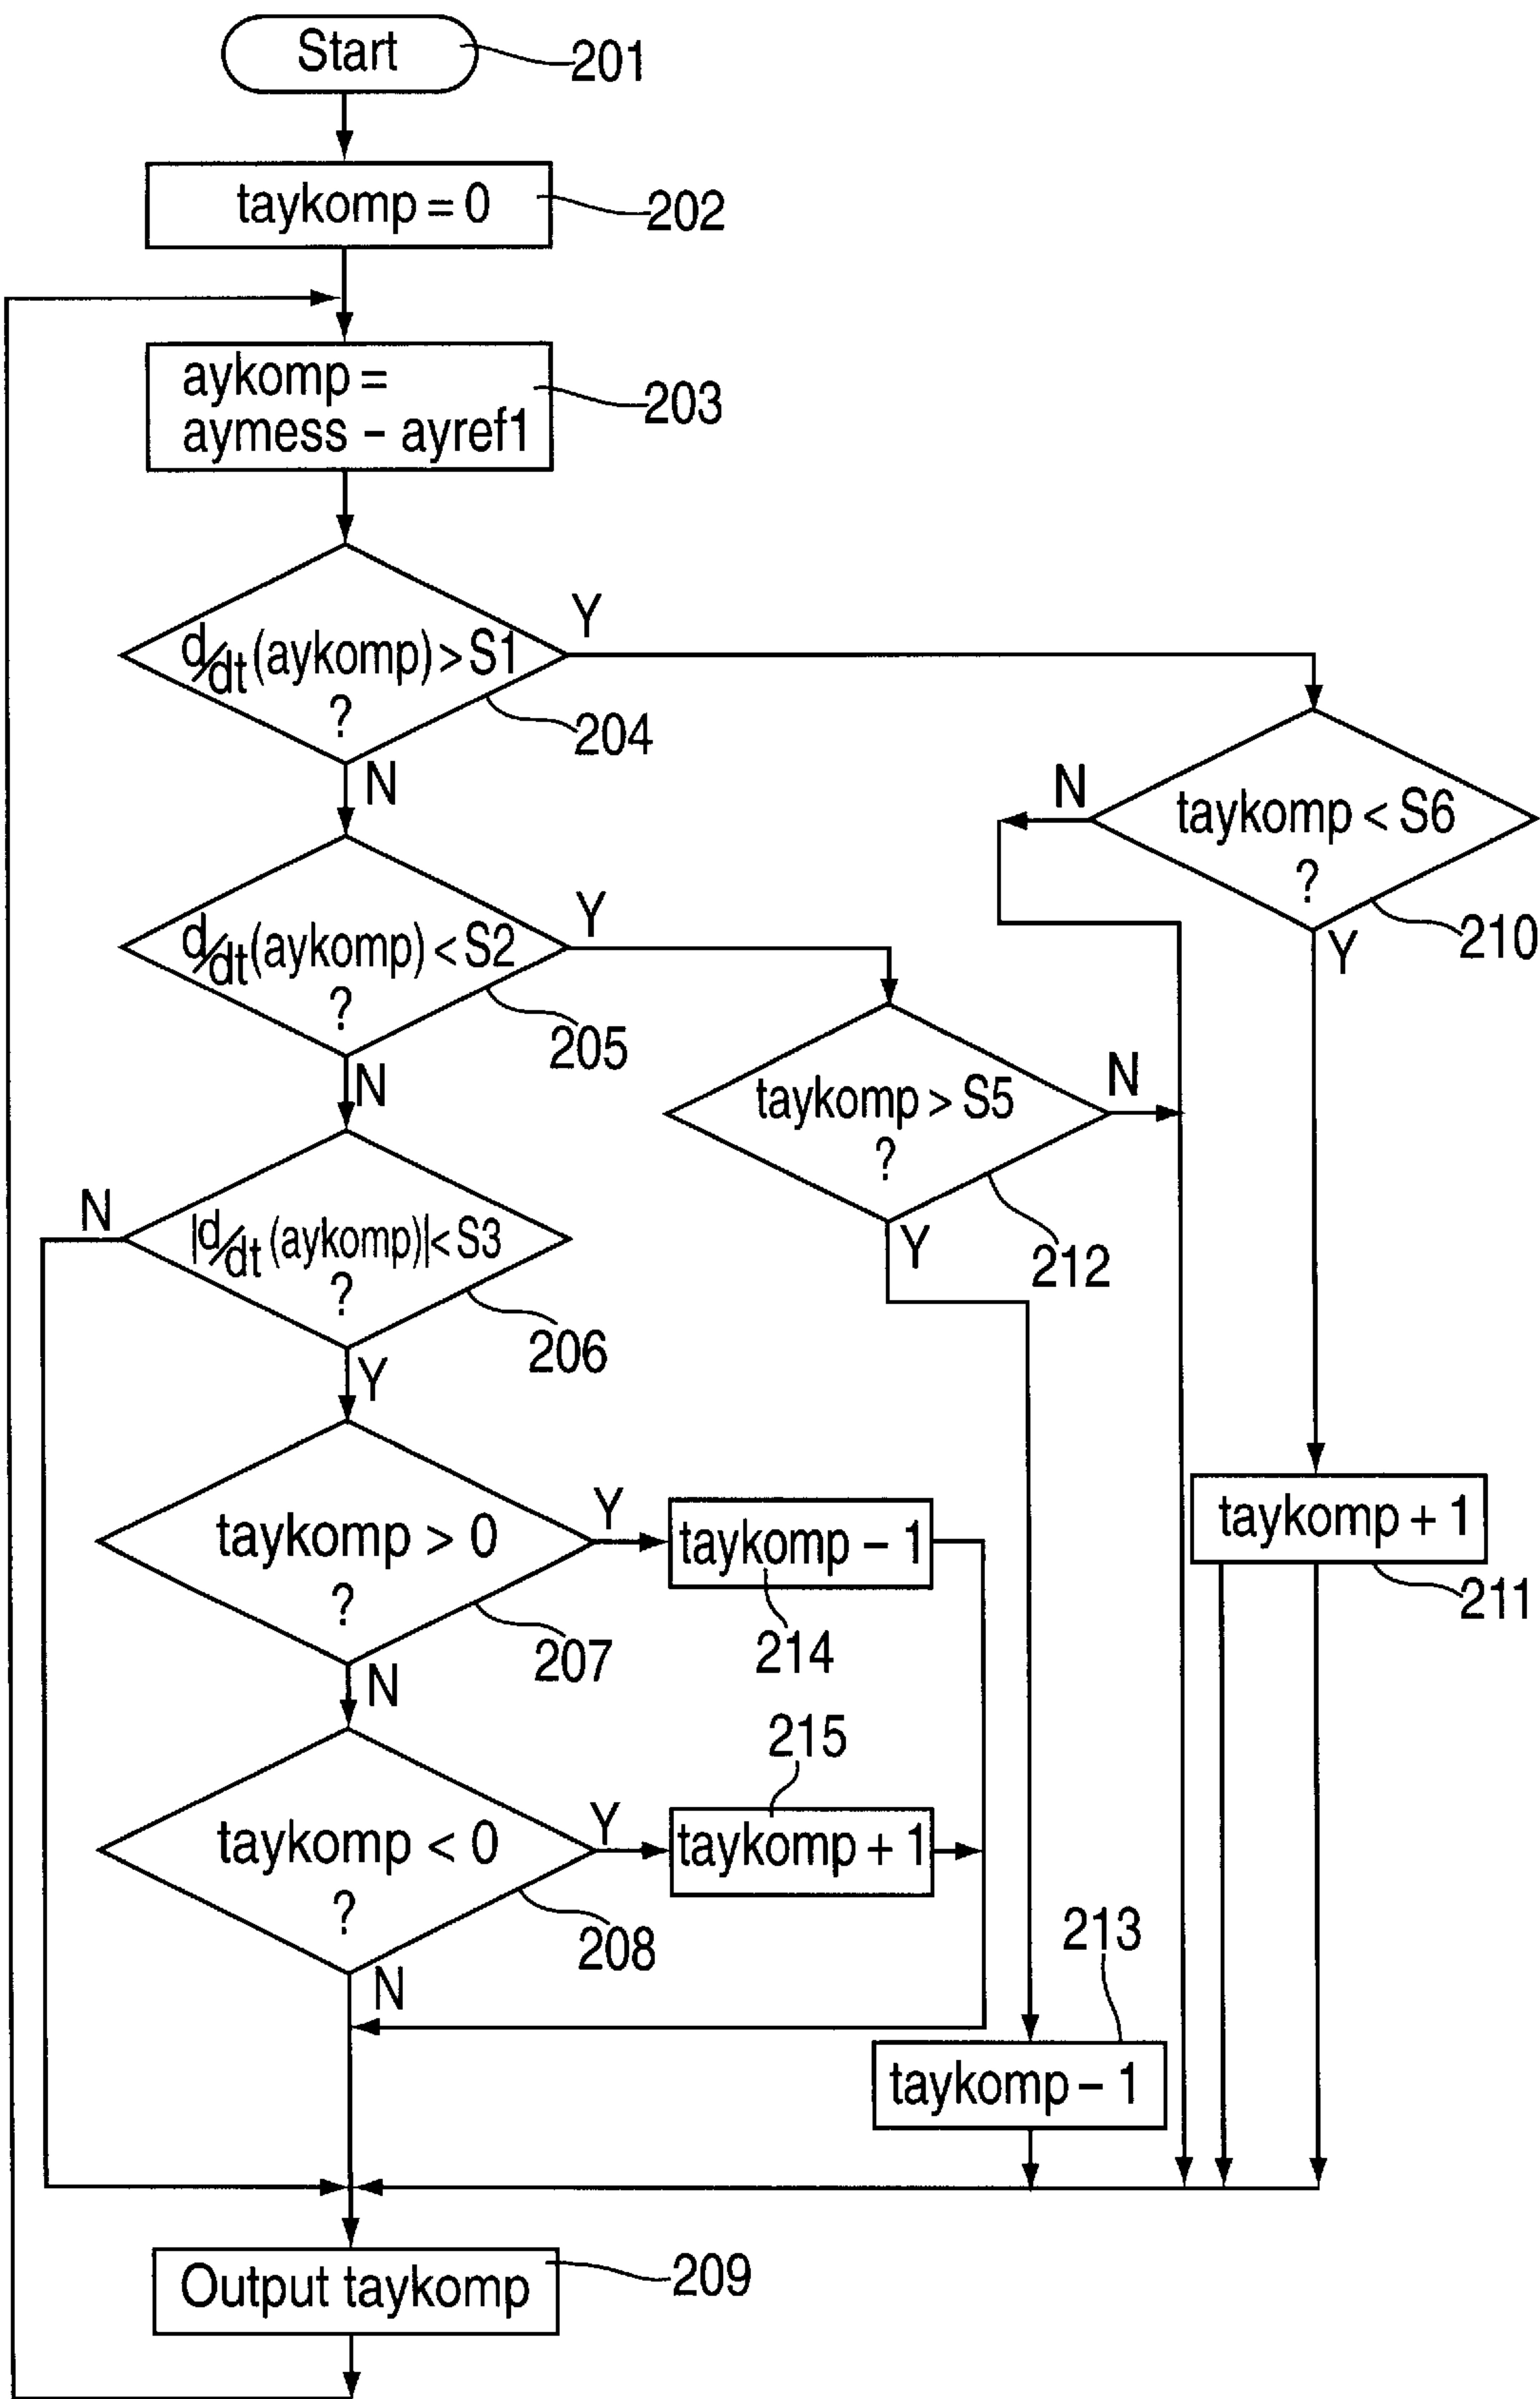 Start
201
taykomp = 0
202
aykomp =
aymess - ayref1
203
d/dt(aykomp) > S1
?
204
Y
N
d/dt(aykomp) < S2
?
205
Y
N
taykomp < S6
?
210
N
Y
taykomp > S5
?
212
N
Y
|d/dt(aykomp)| < S3
?
206
N
Y
taykomp > 0
?
207
Y
N
taykomp - 1
214
taykomp + 1
211
215
taykomp < 0
?
208
Y
N
taykomp + 1
213
taykomp - 1
Output taykomp
209